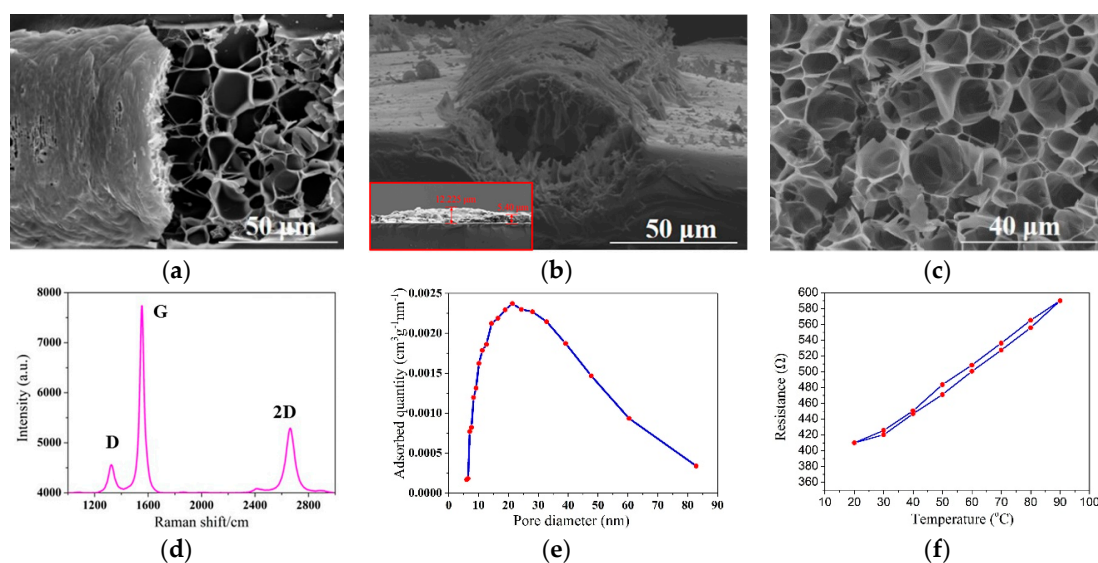 50 μm
50 μm
40 μm
(a)
(b)
(c)
8000
7000
6000
5000
4000
Intensity (a.u.)
D
G
2D
1200 1600 2000 2400 2800
Raman shift/cm
(d)
0.0025
0.0020
0.0015
0.0010
0.0005
0.0000
Adsorbed quantity (cm³g⁻¹nm⁻¹)
0 10 20 30 40 50 60 70 80 90
Pore diameter (nm)
(e)
600
580
560
540
520
500
480
460
440
420
400
380
360
Resistance (Ω)
10 20 30 40 50 60 70 80 90 100
Temperature (°C)
(f)